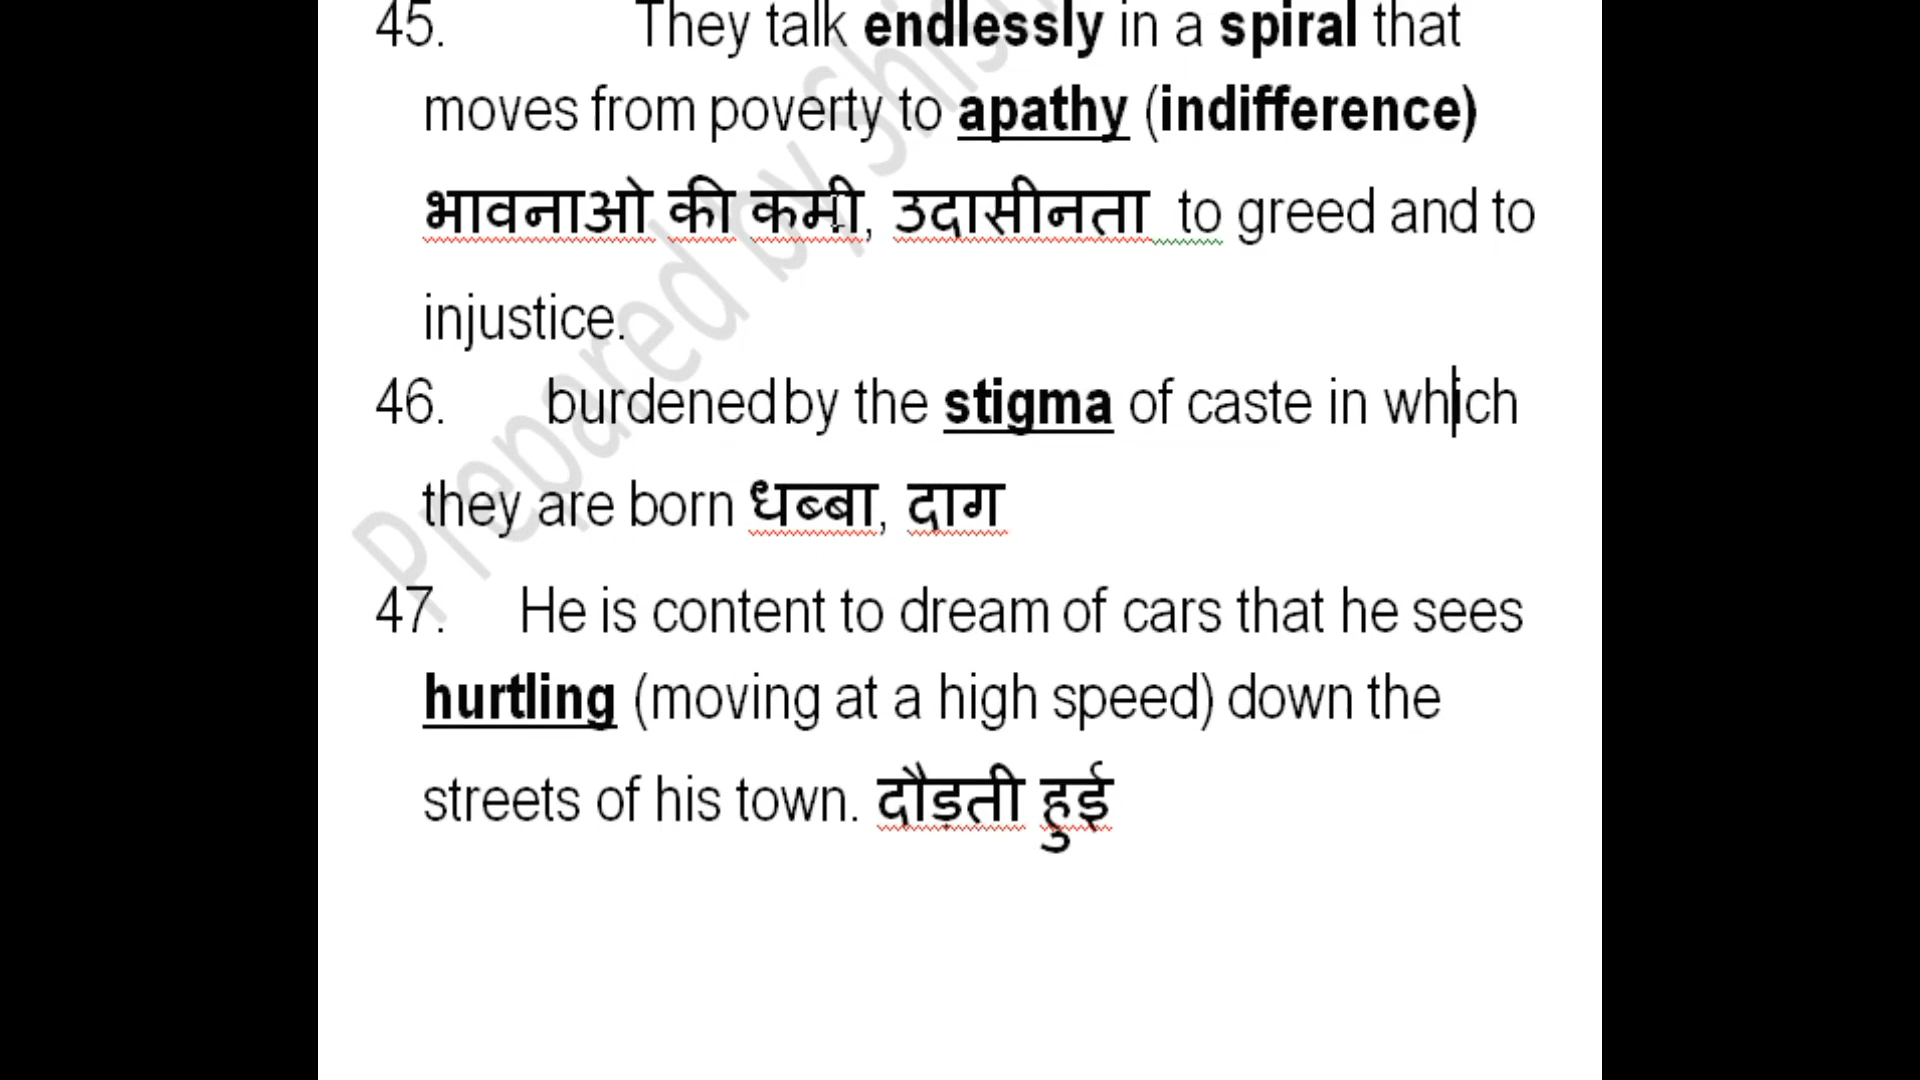 45. They talk endlessly in a spiral that
moves from poverty to apathy (indifference)
भावनाओ की कमी, उदासीनता to greed and to
injustice.
46. burdened by the stigma of caste in which
they are born धब्बा, दाग
47. He is content to dream of cars that he sees
hurtling (moving at a high speed) down the
streets of his town. दौड़ती हुई
Prepared by